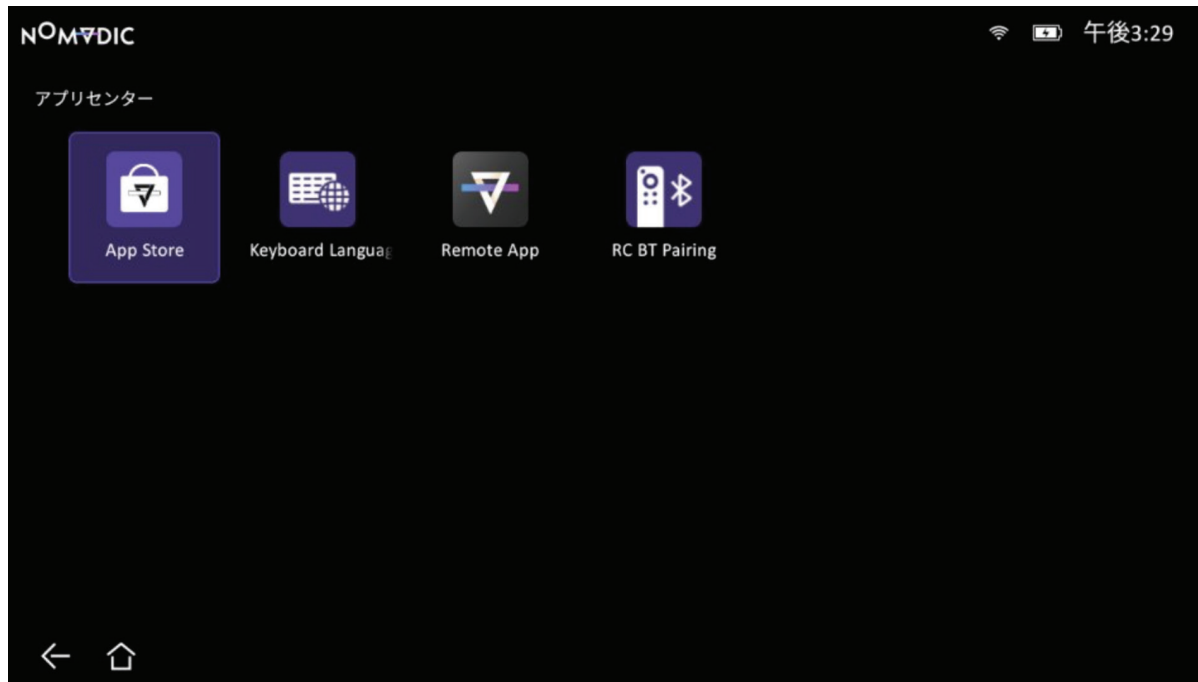 NOMADIC
午後3:29
アプリセンター
App Store
Keyboard Languag
Remote App
RC BT Pairing